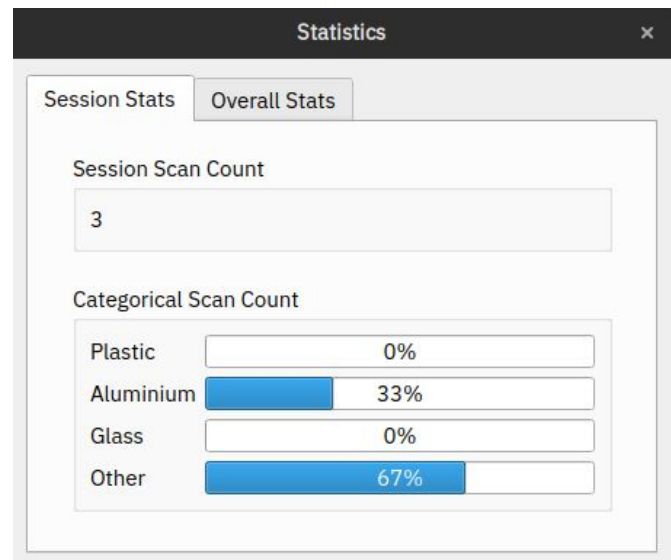 Statistics ×
Session Stats Overall Stats
Session Scan Count
3
Categorical Scan Count
Plastic 0%
Aluminium 33%
Glass 0%
Other 67%